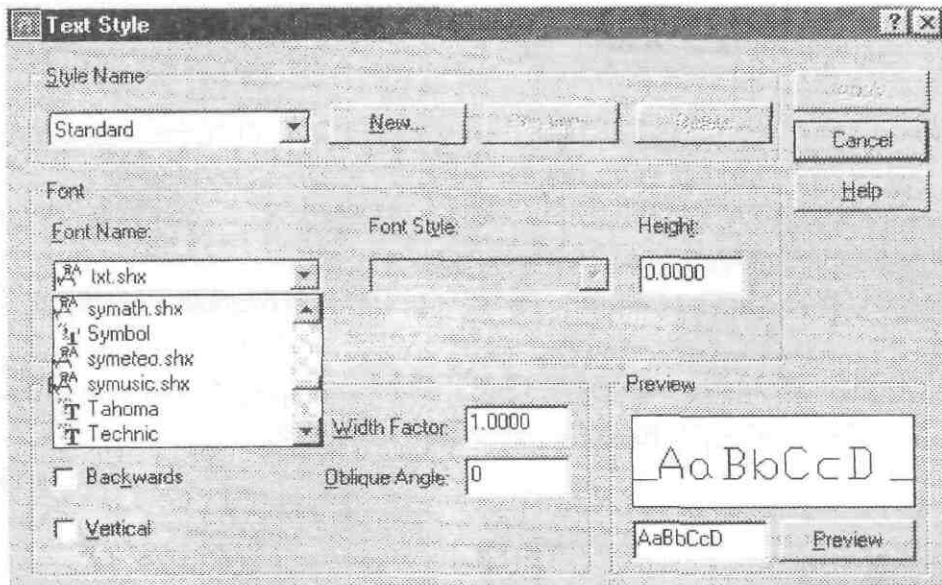 Text Style
Style Name
Standard
New...
Cancel
Font
Help
Font Name:
Font Style:
Height:
txt.shx
0.0000
symath.shx
Symbol
symeteo.shx
symusic.shx
Tahoma
Technic
Width Factor:
1.0000
Backwards
Oblique Angle:
0
Vertical
Preview
AaBbCcD
AaBbCcD
Preview